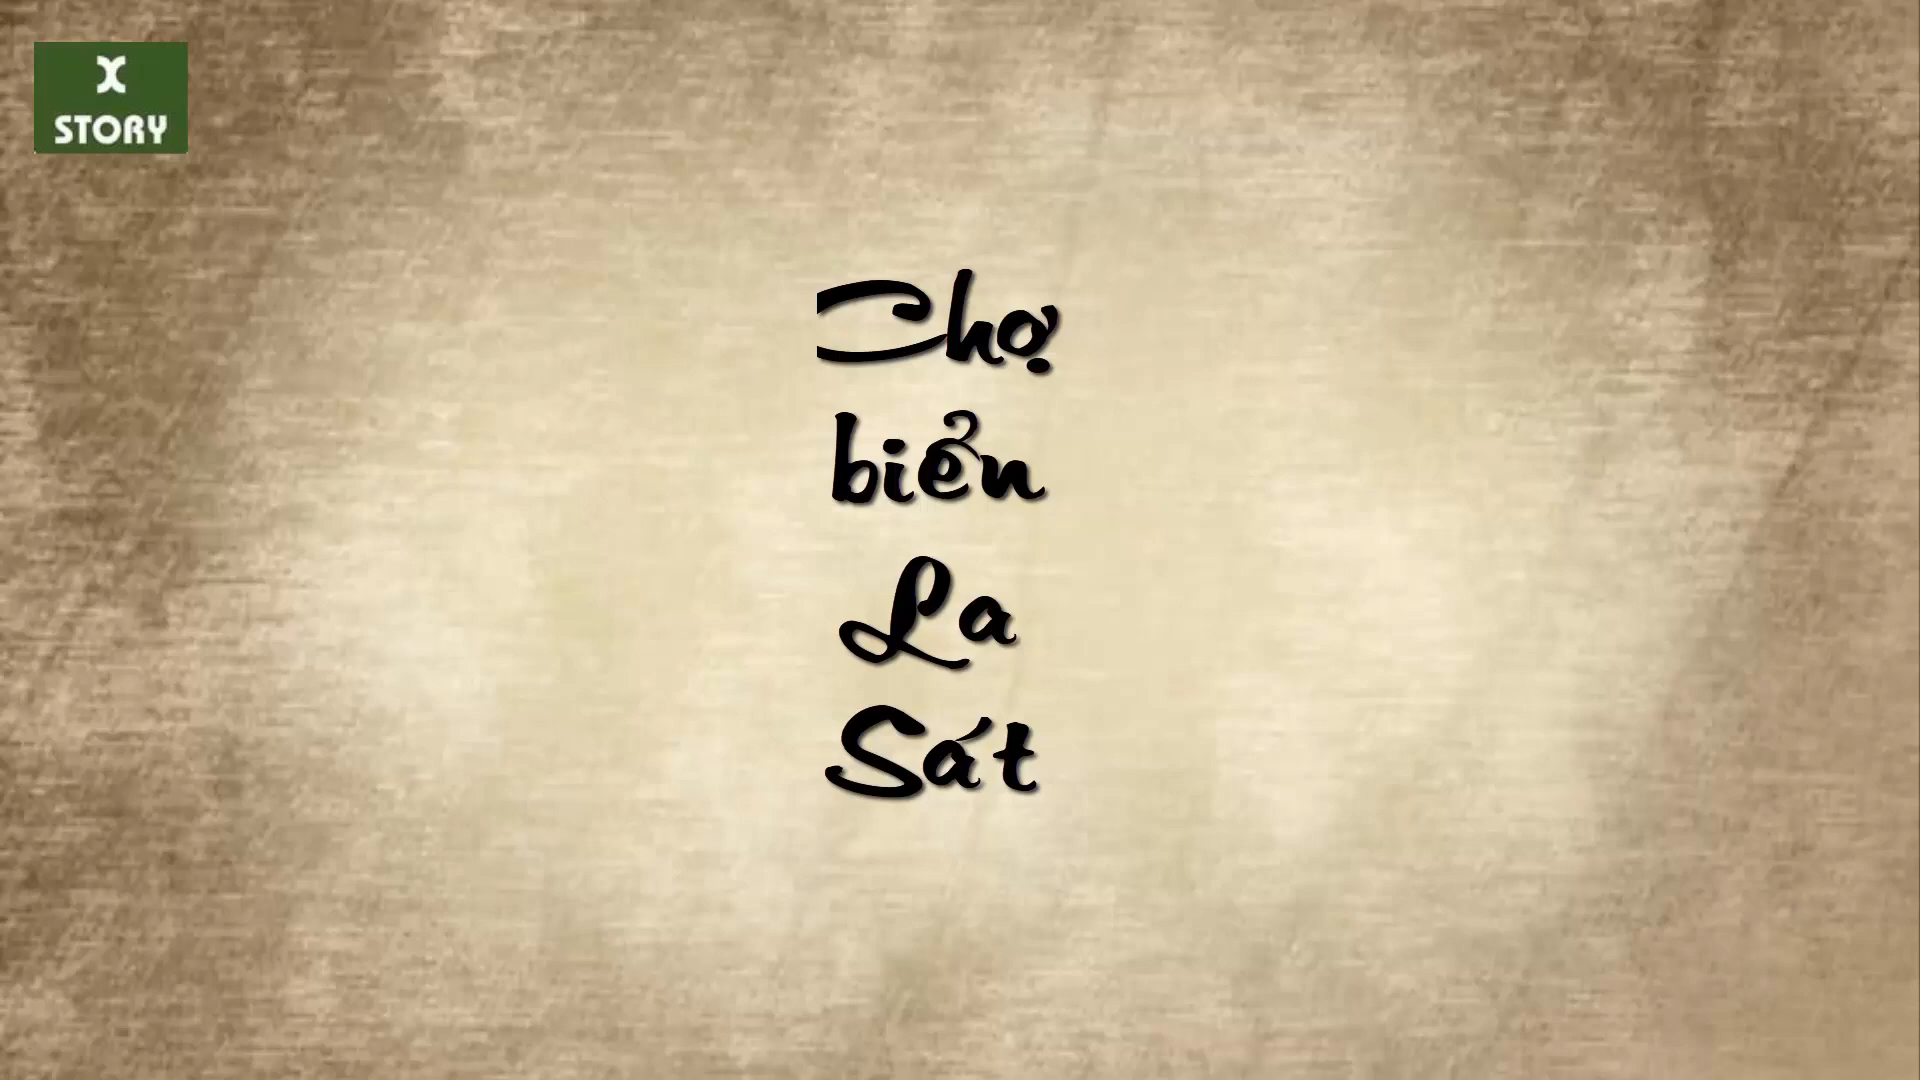 X
STORY
Chợ
biển
La
Sát